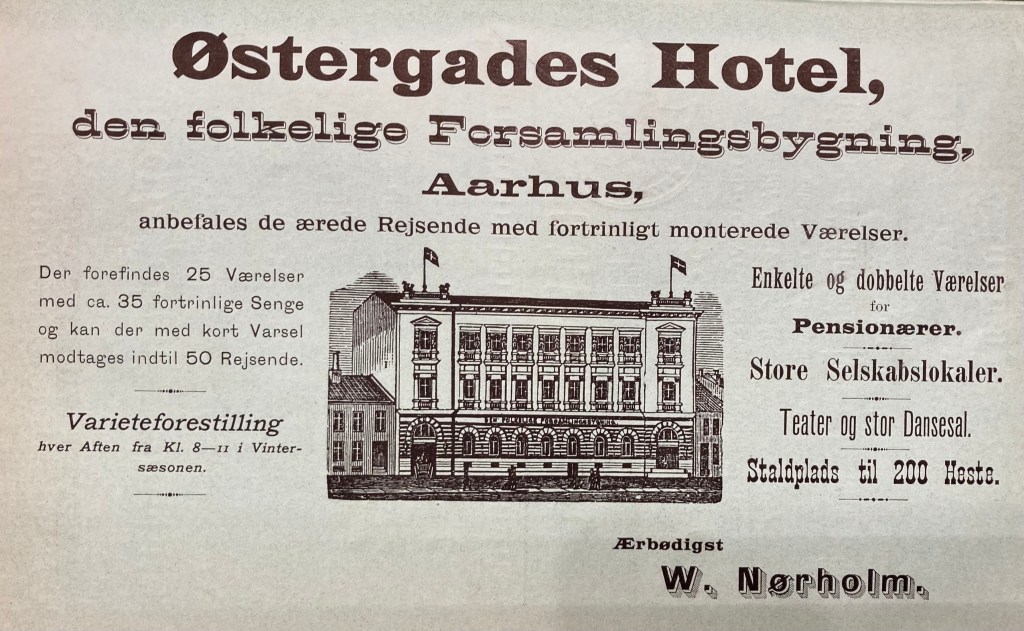 Østergades Hotel,
den folkelige Forsamlingsbygning,
Aarhus,
anbefales de ærede Rejsende med fortrinligt monterede Værelser.
Der forefindes 25 Værelser
med ca. 35 fortrinlige Senge
og kan der med kort Varsel
modtages indtil 50 Rejsende.
Varieteforestilling
hver Aften fra Kl. 8—11 i Vinter-
sæsonen.
DEN FOLKELIGE FORSAMLINGSBYGNING.
Enkelte og dobbelte Værelser
for
Pensionærer.
Store Selskabslokaler.
Teater og stor Dansesal.
Staldplads til 200 Heste.
Ærbødigst
W. Nørholm.